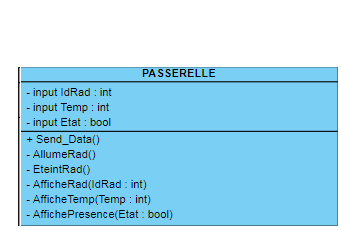 PASSERELLE
- input IdRad : int
- input Temp : int
- input Etat : bool
+ Send_Data()
- AllumeRad()
- EteintRad()
- AfficheRad(IdRad : int)
- AfficheTemp(Temp : int)
- AffichePresence(Etat : bool)